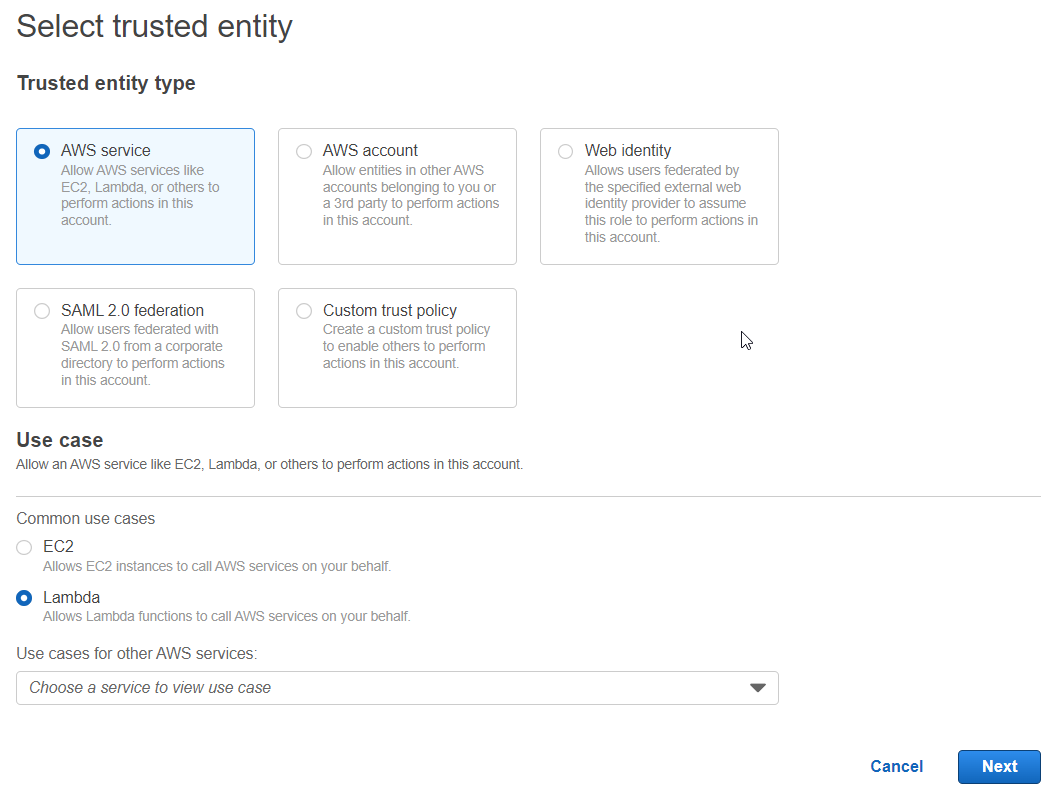 Select trusted entity
Trusted entity type
AWS service
Allow AWS services like
EC2, Lambda, or others to
perform actions in this
account.
AWS account
Allow entities in other AWS
accounts belonging to you or
a 3rd party to perform actions
in this account.
Web identity
Allows users federated by
the specified external web
identity provider to assume
this role to perform actions in
this account.
SAML 2.0 federation
Allow users federated with
SAML 2.0 from a corporate
directory to perform actions
in this account.
Custom trust policy
Create a custom trust policy
to enable others to perform
actions in this account.
Use case
Allow an AWS service like EC2, Lambda, or others to perform actions in this account.
Common use cases
EC2
Allows EC2 instances to call AWS services on your behalf.
Lambda
Allows Lambda functions to call AWS services on your behalf.
Use cases for other AWS services:
Choose a service to view use case
Cancel
Next